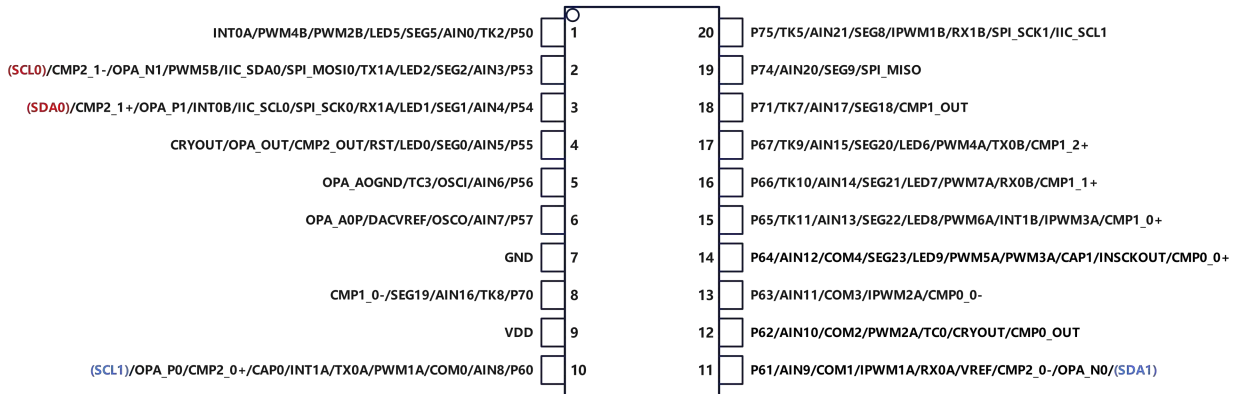 INT0A/PWM4B/PWM2B/LED5/SEG5/AIN0/TK2/P50 1 20 P75/TK5/AIN21/SEG8/IPWM1B/RX1B/SPI_SCK1/IIC_SCL1
(SCL0)/CMP2_1-/OPA_N1/PWM5B/IIC_SDA0/SPI_MOSI0/TX1A/LED2/SEG2/AIN3/P53 2 19 P74/AIN20/SEG9/SPI_MISO
(SDA0)/CMP2_1+/OPA_P1/INT0B/IIC_SCL0/SPI_SCK0/RX1A/LED1/SEG1/AIN4/P54 3 18 P71/TK7/AIN17/SEG18/CMP1_OUT
CRYOUT/OPA_OUT/CMP2_OUT/RST/LED0/SEG0/AIN5/P55 4 17 P67/TK9/AIN15/SEG20/LED6/PWM4A/TX0B/CMP1_2+
OPA_AOGND/TC3/OSCI/AIN6/P56 5 16 P66/TK10/AIN14/SEG21/LED7/PWM7A/RX0B/CMP1_1+
OPA_A0P/DACVREF/OSCO/AIN7/P57 6 15 P65/TK11/AIN13/SEG22/LED8/PWM6A/INT1B/IPWM3A/CMP1_0+
GND 7 14 P64/AIN12/COM4/SEG23/LED9/PWM5A/PWM3A/CAP1/INSCKOUT/CMP0_0+
CMP1_0-/SEG19/AIN16/TK8/P70 8 13 P63/AIN11/COM3/IPWM2A/CMP0_0-
VDD 9 12 P62/AIN10/COM2/PWM2A/TC0/CRYOUT/CMP0_OUT
(SCL1)/OPA_P0/CMP2_0+/CAP0/INT1A/TX0A/PWM1A/COM0/AIN8/P60 10 11 P61/AIN9/COM1/IPWM1A/RX0A/VREF/CMP2_0-/OPA_N0/(SDA1)